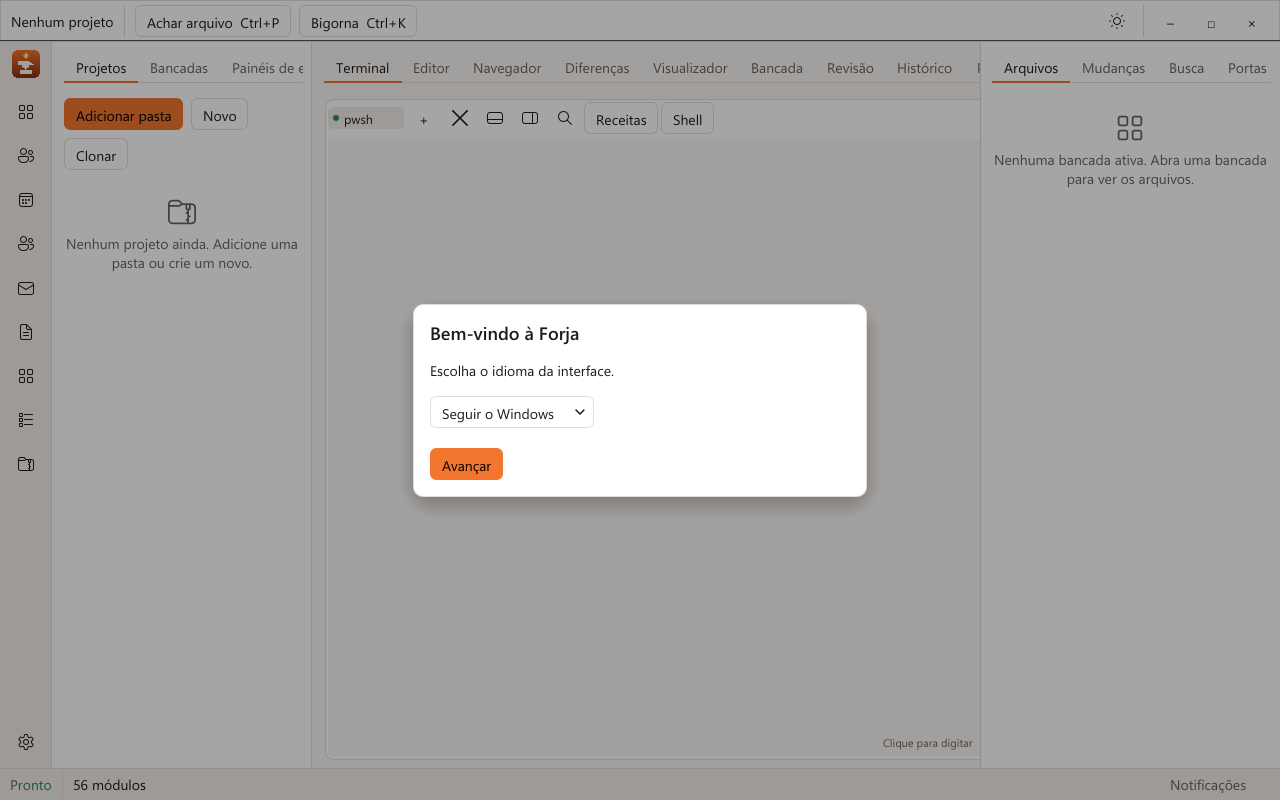 Nenhum projeto
Achar arquivo Ctrl+P
Bigorna Ctrl+K
Projetos
Bancadas
Painéis de e
Terminal
Editor
Navegador
Diferenças
Visualizador
Bancada
Revisão
Histórico
Arquivos
Mudanças
Busca
Portas
Adicionar pasta
Novo
Clonar
pwsh
+
Receitas
Shell
Nenhum projeto ainda. Adicione uma
pasta ou crie um novo.
Nenhuma bancada ativa. Abra uma bancada
para ver os arquivos.
Bem-vindo à Forja
Escolha o idioma da interface.
Seguir o Windows
Avançar
Clique para digitar
Pronto
56 módulos
Notificações